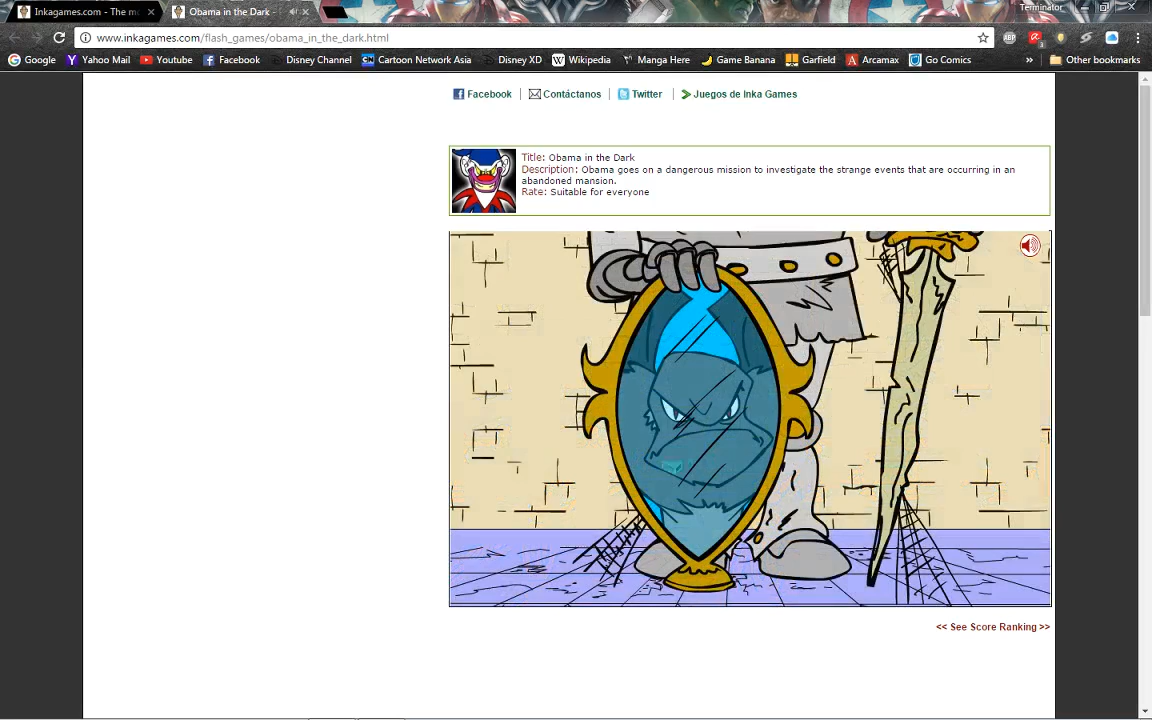 Inkagames.com - The m
Obama in the Dark -
Terminator
www.inkagames.com/flash_games/obama_in_the_dark.html
ABP
3
Google
Yahoo Mail
Youtube
Facebook
Disney Channel
CN Cartoon Network Asia
Disney XD
W Wikipedia
Manga Here
Game Banana
Garfield
A Arcamax
Go Comics
»
Other bookmarks
Facebook | Contáctanos | Twitter | Juegos de Inka Games
Title: Obama in the Dark
Description: Obama goes on a dangerous mission to investigate the strange events that are occurring in an
abandoned mansion.
Rate: Suitable for everyone
<< See Score Ranking >>